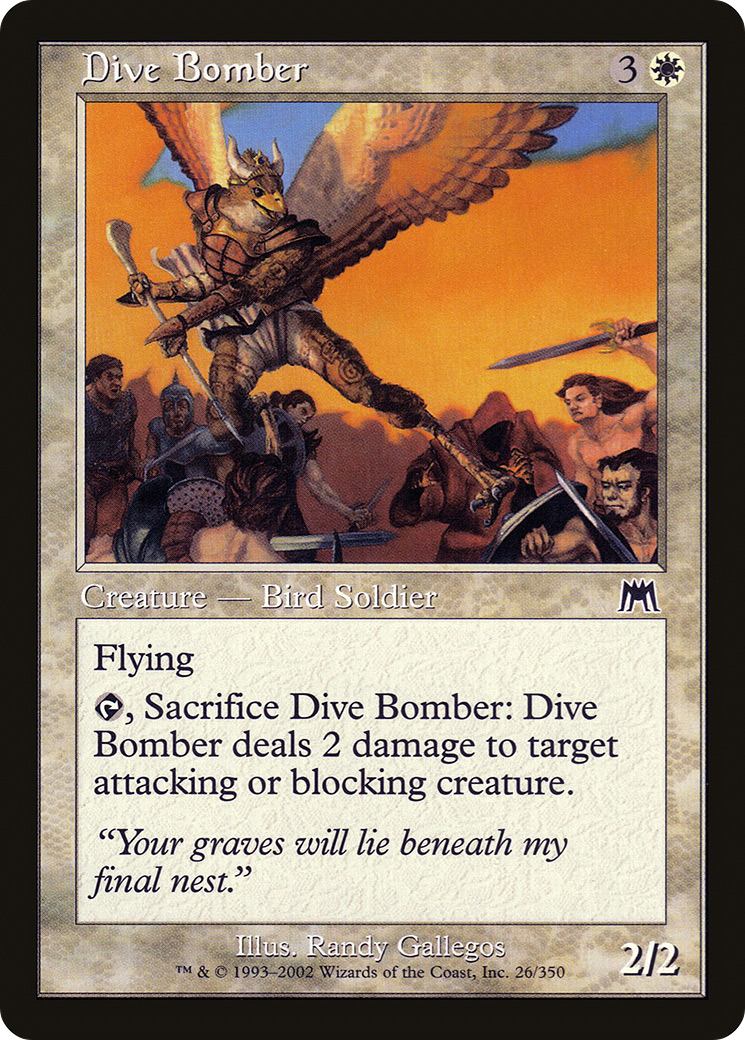 Dive Bomber 3
Creature — Bird Soldier
Flying
, Sacrifice Dive Bomber: Dive
Bomber deals 2 damage to target
attacking or blocking creature.
“Your graves will lie beneath my
final nest.”
Illus. Randy Gallegos
™ & © 1993–2002 Wizards of the Coast, Inc. 26/350
2/2